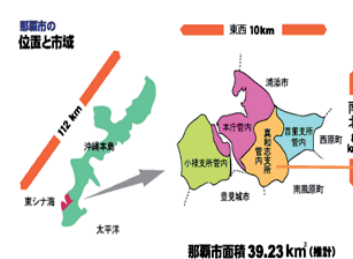 那覇市の
位置と市域
東西 10km
浦添市
112 km
本庁管内
首里支所
管内
真和志支所
管内
西原町
沖縄本島
小禄支所管内
東シナ海
豊見城市
南風原町
太平洋
那覇市面積 39.23 km² (推計)